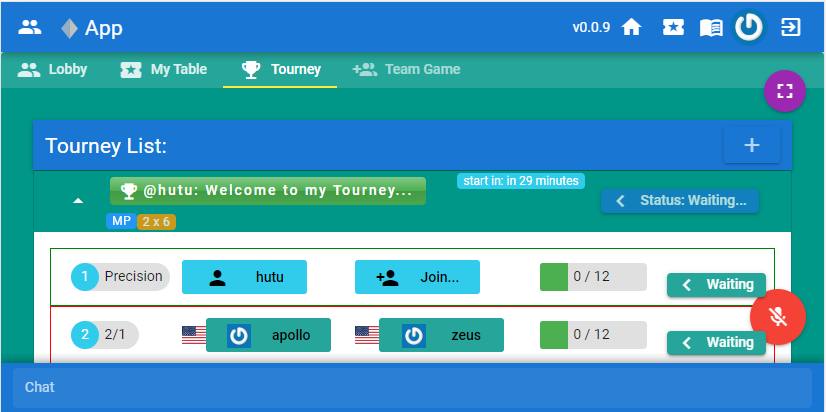 App
v0.0.9
Lobby
My Table
Tourney
Team Game
Tourney List:
+
@hutu: Welcome to my Tourney...
start in: in 29 minutes
Status: Waiting...
MP
2 x 6
1
Precision
hutu
Join...
0 / 12
Waiting
2
2/1
apollo
zeus
0 / 12
Waiting
Chat